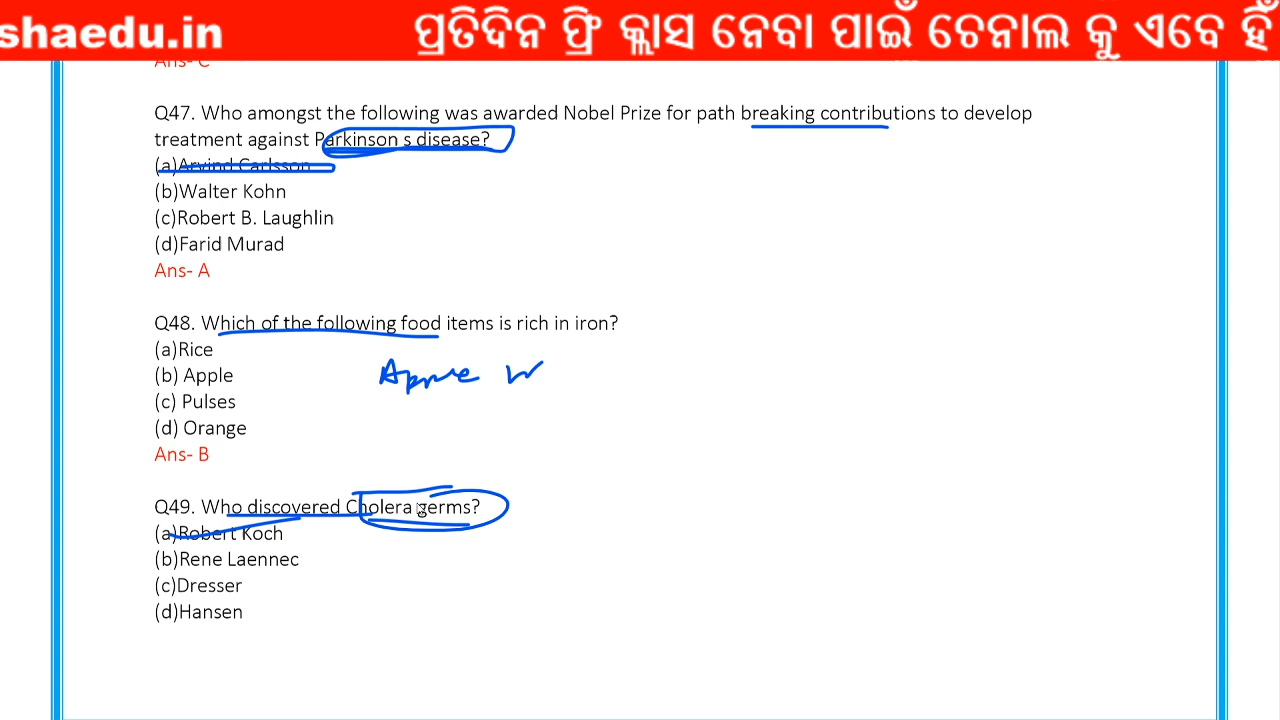 shaedu.in ପ୍ରତିଦିନ ଫ୍ରି କ୍ଲାସ ନେବା ପାଇଁ ଚେନାଲ କୁ ଏବେ ହିଁ
Ans- C
Q47. Who amongst the following was awarded Nobel Prize for path breaking contributions to develop
treatment against Parkinson s disease?
(a)Arvind Carlsson
(b)Walter Kohn
(c)Robert B. Laughlin
(d)Farid Murad
Ans- A
Q48. Which of the following food items is rich in iron?
(a)Rice
(b) Apple
Apple
(c) Pulses
(d) Orange
Ans- B
Q49. Who discovered Cholera germs?
(a)Robert Koch
(b)Rene Laennec
(c)Dresser
(d)Hansen